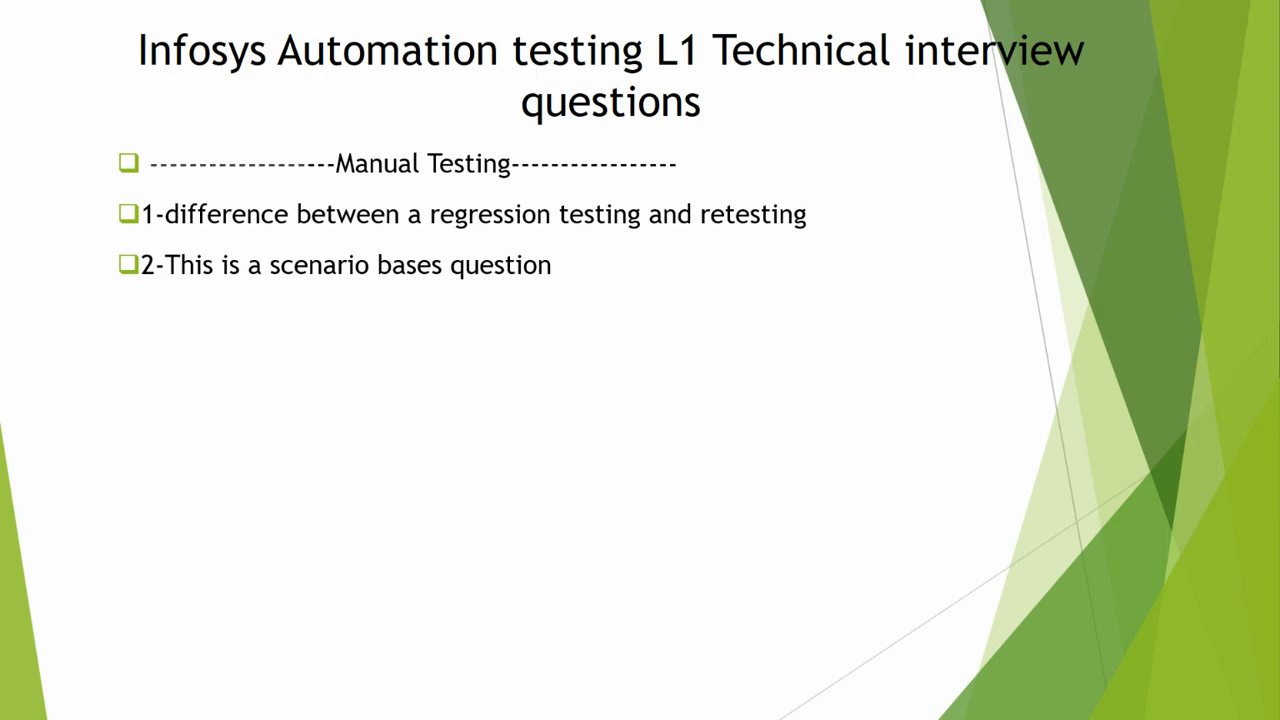 Infosys Automation testing L1 Technical interview
questions
-------------------Manual Testing-----------------
1-difference between a regression testing and retesting
2-This is a scenario bases question